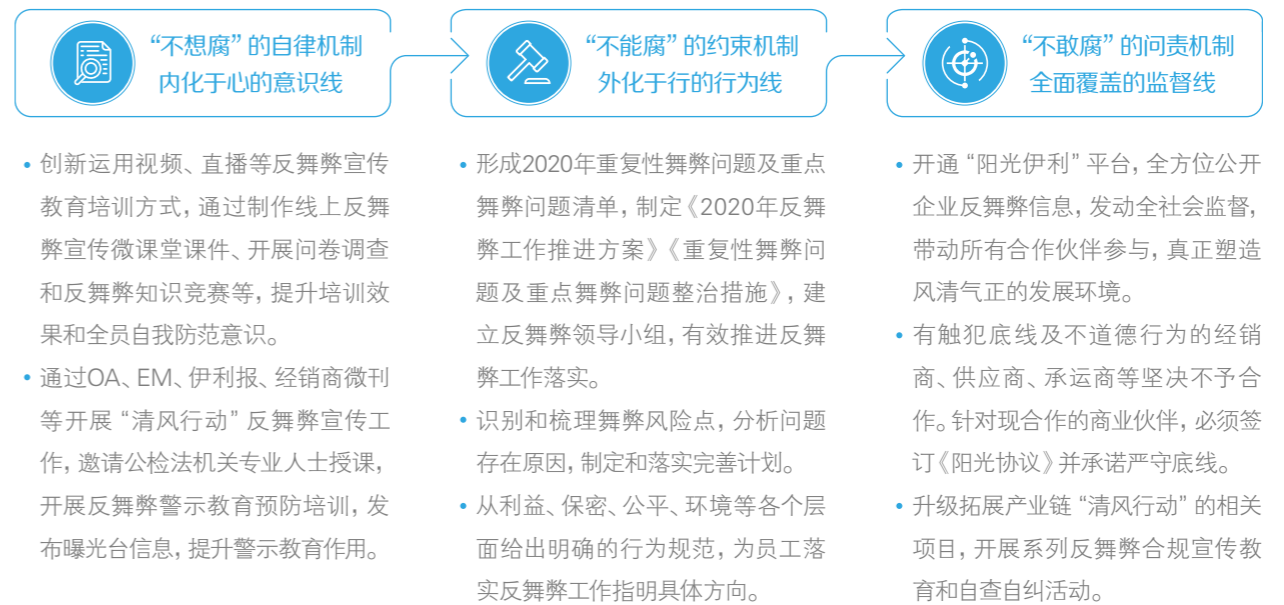 “不想腐”的自律机制
内化于心的意识线
• 创新运用视频、直播等反舞弊宣传
教育培训方式，通过制作线上反舞
弊宣传微课堂课件、开展问卷调查
和反舞弊知识竞赛等，提升培训效
果和全员自我防范意识。
• 通过OA、EM、伊利报、经销商微刊
等开展“清风行动”反舞弊宣传工
作，邀请公检法机关专业人士授课，
开展反舞弊警示教育预防培训，发
布曝光台信息，提升警示教育作用。
“不能腐”的约束机制
外化于行的行为线
• 形成2020年重复性舞弊问题及重点
舞弊问题清单，制定《2020年反舞
弊工作推进方案》《重复性舞弊问
题及重点舞弊问题整治措施》，建
立反舞弊领导小组，有效推进反舞
弊工作落实。
• 识别和梳理舞弊风险点，分析问题
存在原因，制定和落实完善计划。
• 从利益、保密、公平、环境等各个层
面给出明确的行为规范，为员工落
实反舞弊工作指明具体方向。
“不敢腐”的问责机制
全面覆盖的监督线
• 开通“阳光伊利”平台，全方位公开
企业反舞弊信息，发动全社会监督，
带动所有合作伙伴参与，真正塑造
风清气正的发展环境。
• 有触犯底线及不道德行为的经销
商、供应商、承运商等坚决不予合
作。针对现合作的商业伙伴，必须签
订《阳光协议》并承诺严守底线。
• 升级拓展产业链“清风行动”的相关
项目，开展系列反舞弊合规宣传教
育和自查自纠活动。